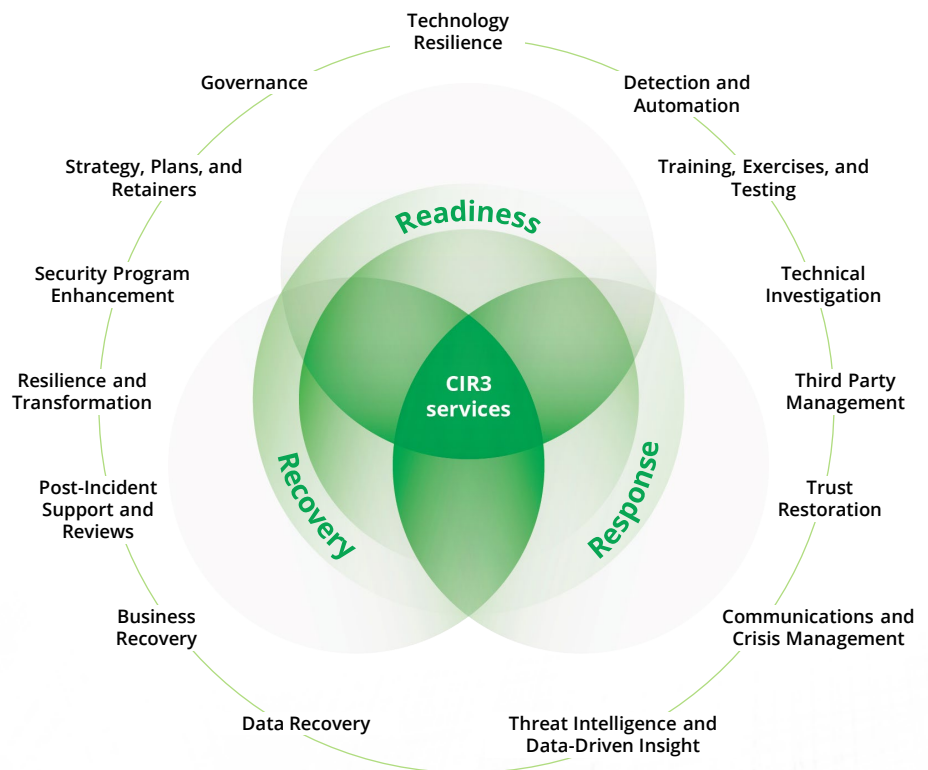 Technology
Resilience
Detection and
Automation
Training, Exercises, and
Testing
Technical
Investigation
Third Party
Management
Trust
Restoration
Communications and
Crisis Management
Threat Intelligence and
Data-Driven Insight
Data Recovery
Business
Recovery
Post-Incident
Support and
Reviews
Resilience and
Transformation
Security Program
Enhancement
Strategy, Plans, and
Retainers
Governance
Readiness
Response
Recovery
CIR3
services